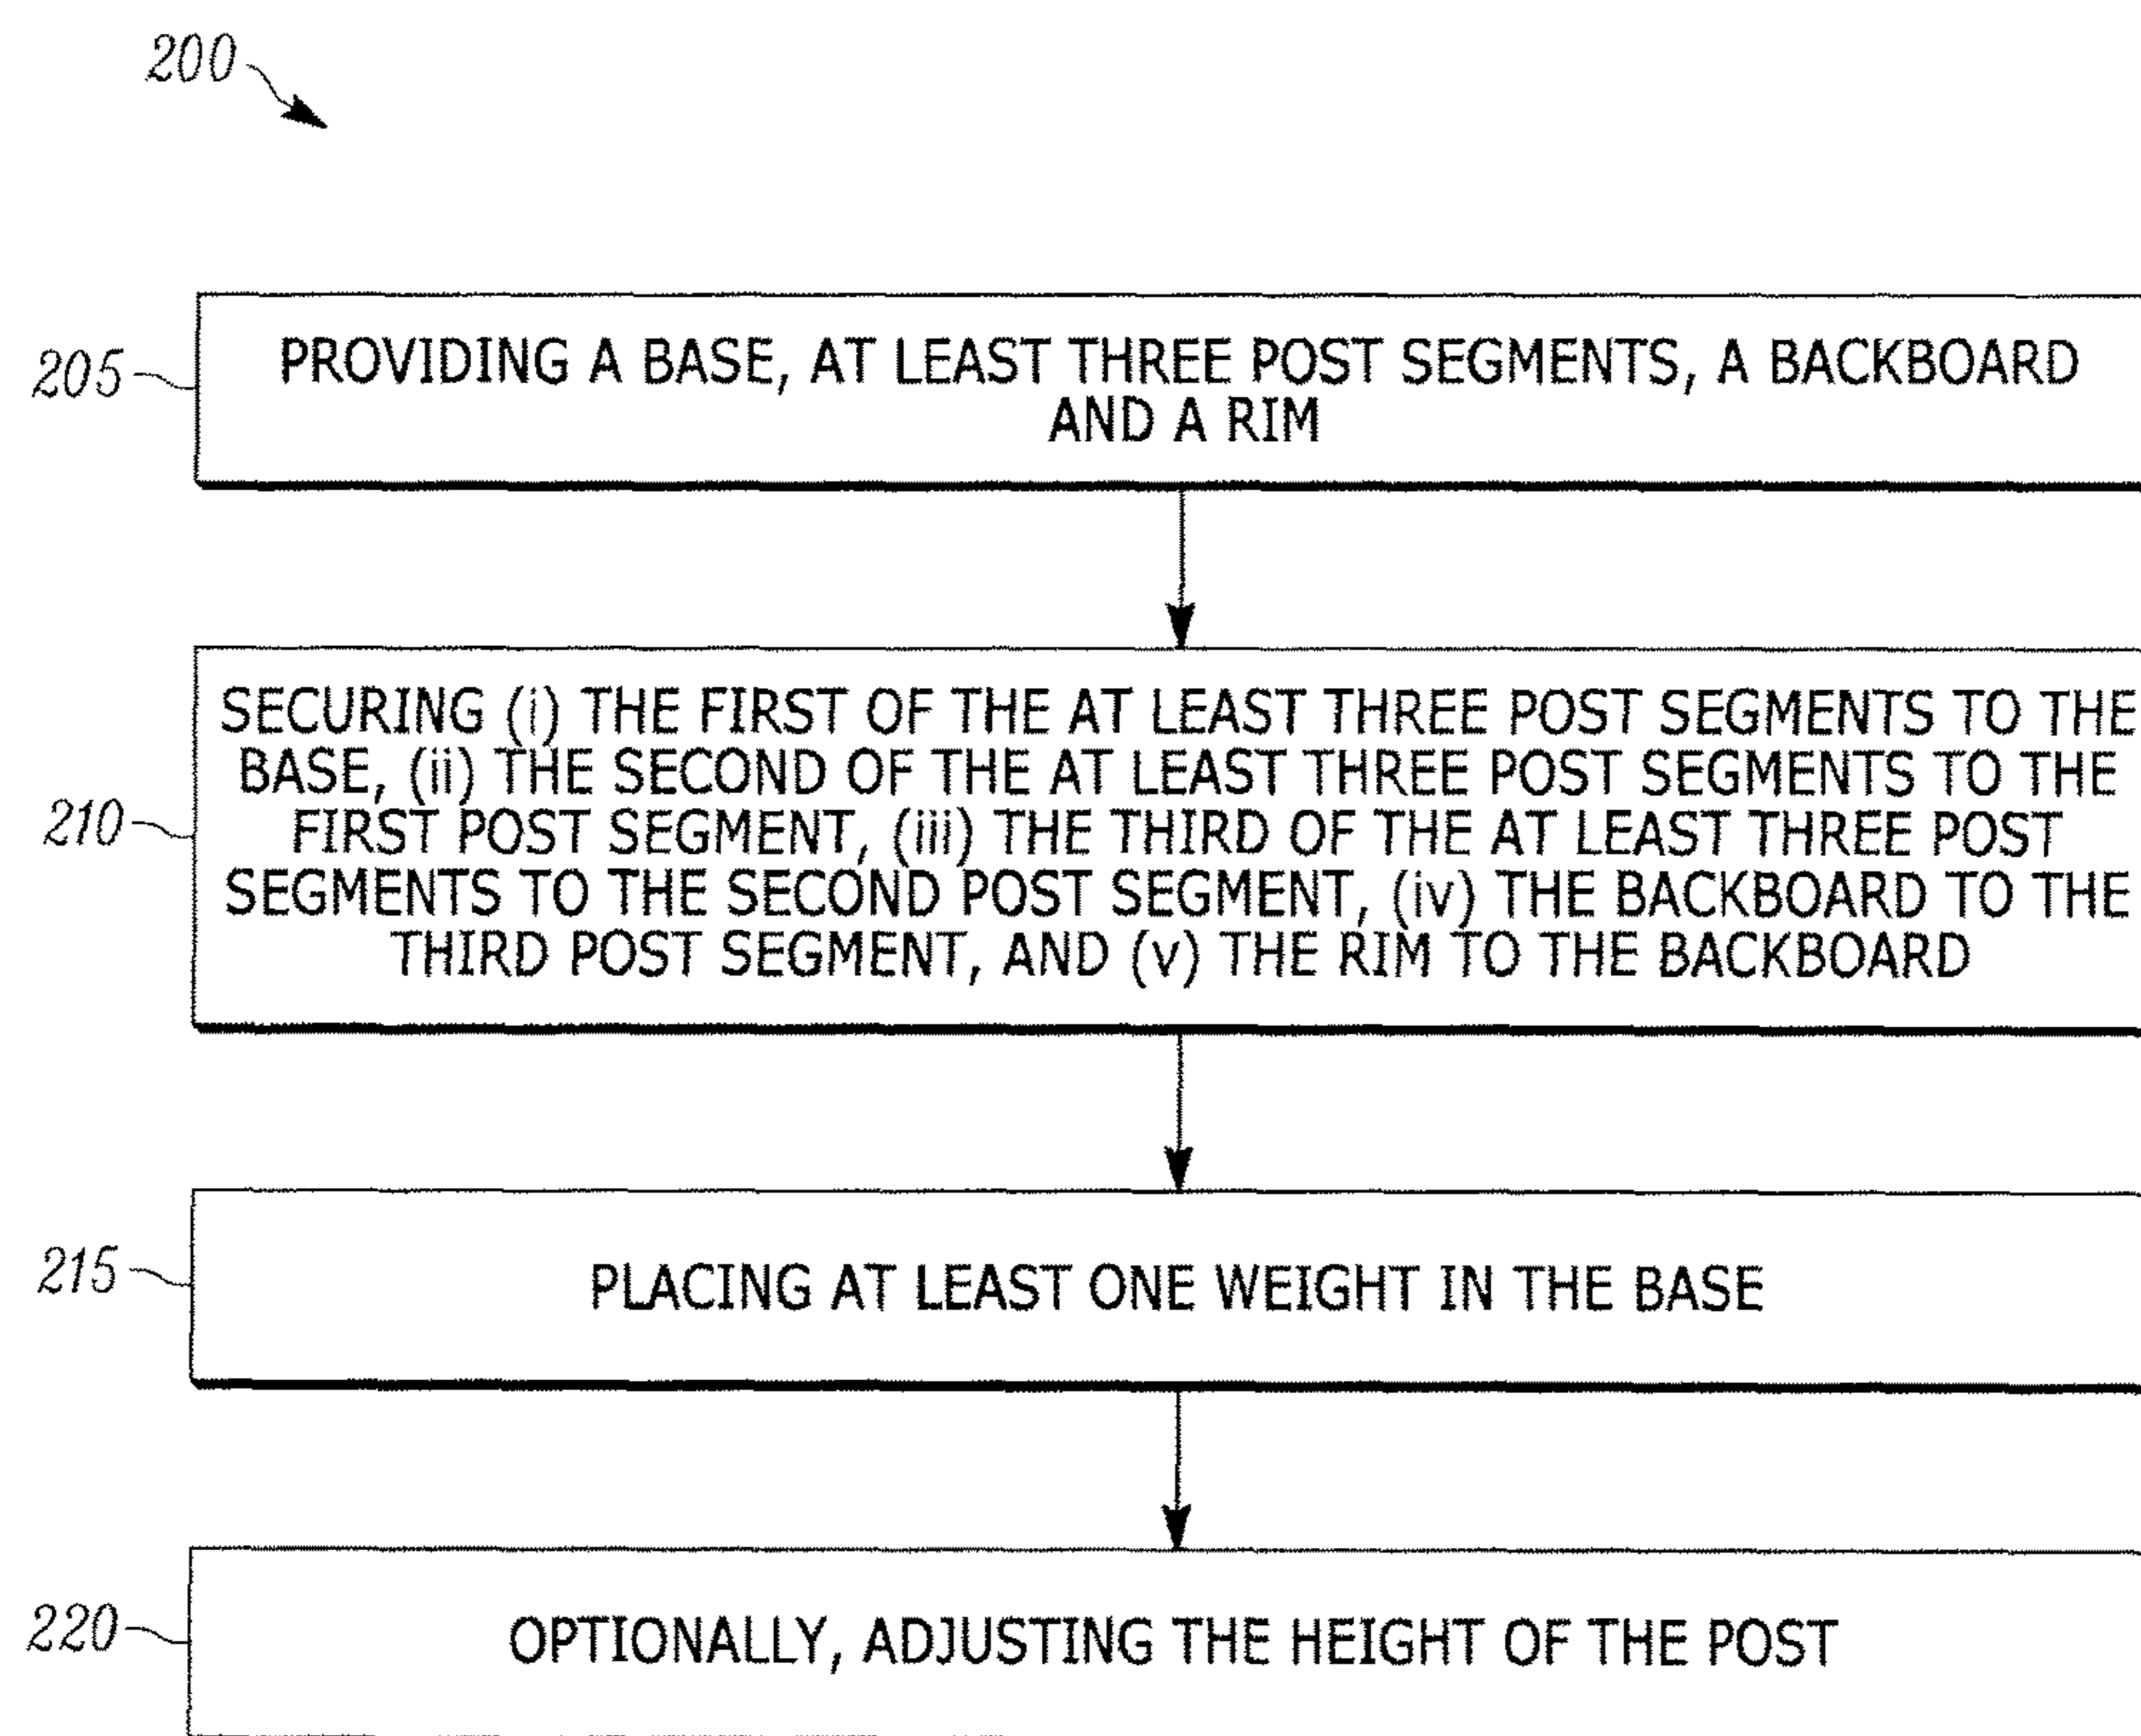 200
205
PROVIDING A BASE, AT LEAST THREE POST SEGMENTS, A BACKBOARD
AND A RIM
210
SECURING (i) THE FIRST OF THE AT LEAST THREE POST SEGMENTS TO THE
BASE, (ii) THE SECOND OF THE AT LEAST THREE POST SEGMENTS TO THE
FIRST POST SEGMENT, (iii) THE THIRD OF THE AT LEAST THREE POST
SEGMENTS TO THE SECOND POST SEGMENT, (iv) THE BACKBOARD TO THE
THIRD POST SEGMENT, AND (v) THE RIM TO THE BACKBOARD
215
PLACING AT LEAST ONE WEIGHT IN THE BASE
220
OPTIONALLY, ADJUSTING THE HEIGHT OF THE POST